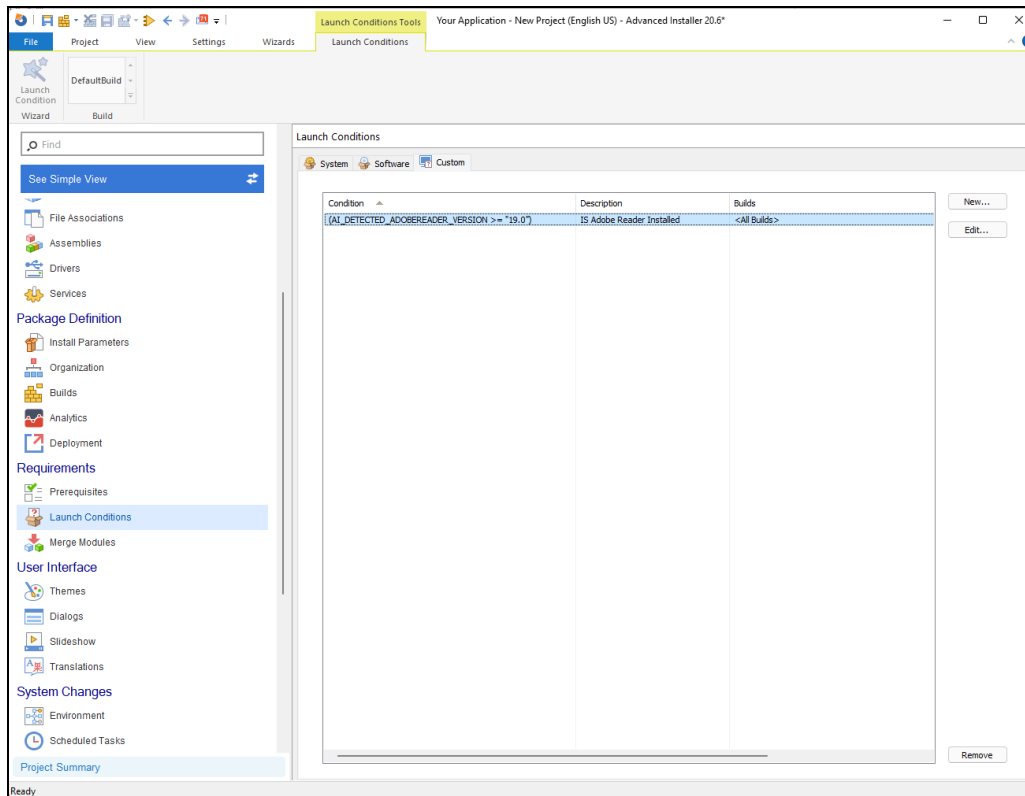 Launch Conditions Tools
Your Application - New Project (English US) - Advanced Installer 20.6*
File
Project
View
Settings
Wizards
Launch Conditions
Launch
Condition
DefaultBuild
Wizard
Build
Find
See Simple View
File Associations
Assemblies
Drivers
Services
Package Definition
Install Parameters
Organization
Builds
Analytics
Deployment
Requirements
Prerequisites
Launch Conditions
Merge Modules
User Interface
Themes
Dialogs
Slideshow
Translations
System Changes
Environment
Scheduled Tasks
Project Summary
Launch Conditions
System
Software
Custom
Condition
Description
Builds
(AI_DETECTED_ADOBEREADER_VERSION >= "19.0")
IS Adobe Reader Installed
<All Builds>
New...
Edit...
Remove
Ready